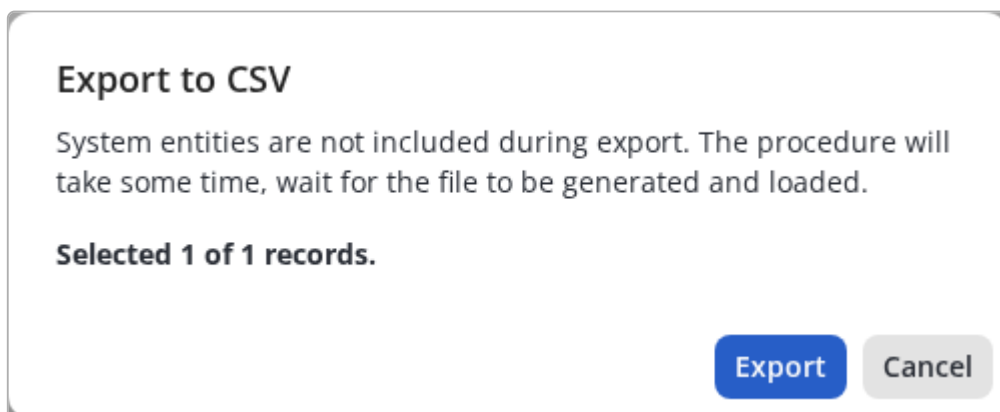 Export to CSV
System entities are not included during export. The procedure will
take some time, wait for the file to be generated and loaded.
Selected 1 of 1 records.
Export
Cancel